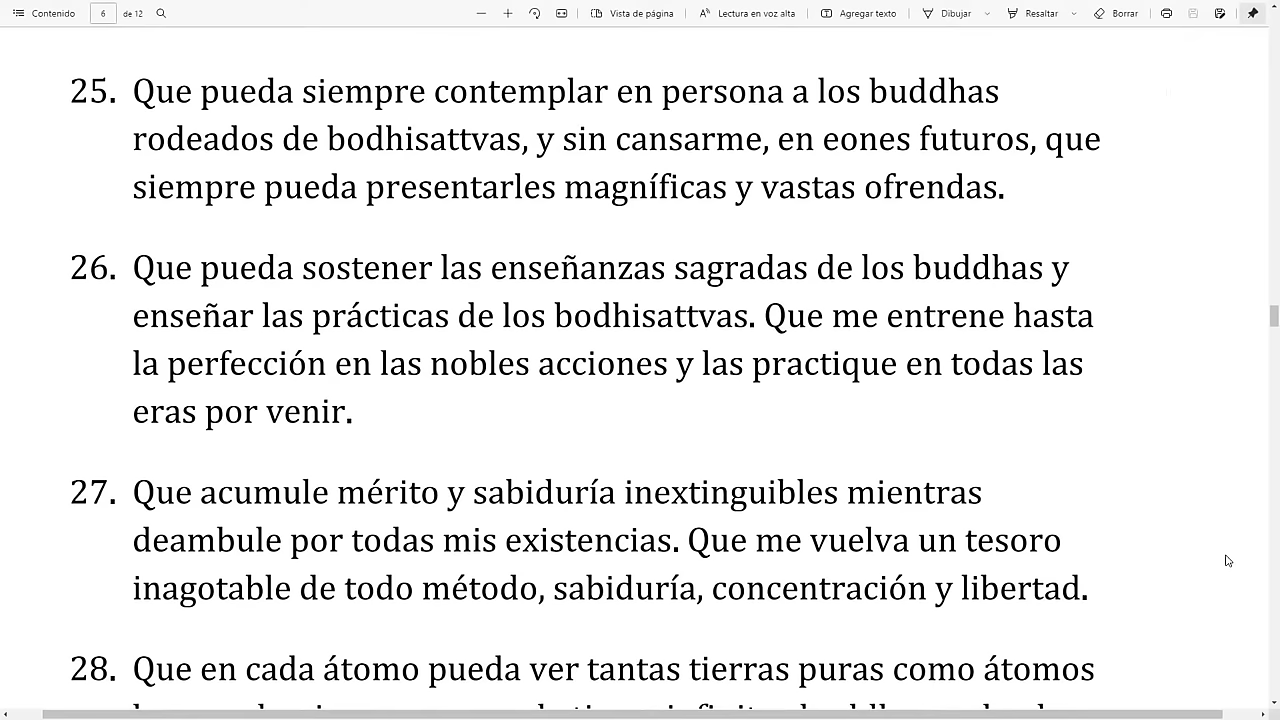 Contenido 6 de 12 Vista de página Lectura en voz alta Agregar texto Dibujar Resaltar Borrar
25. Que pueda siempre contemplar en persona a los buddhas
rodeados de bodhisattvas, y sin cansarme, en eones futuros, que
siempre pueda presentarles magníficas y vastas ofrendas.
26. Que pueda sostener las enseñanzas sagradas de los buddhas y
enseñar las prácticas de los bodhisattvas. Que me entrene hasta
la perfección en las nobles acciones y las practique en todas las
eras por venir.
27. Que acumule mérito y sabiduría inextinguibles mientras
deambule por todas mis existencias. Que me vuelva un tesoro
inagotable de todo método, sabiduría, concentración y libertad.
28. Que en cada átomo pueda ver tantas tierras puras como átomos